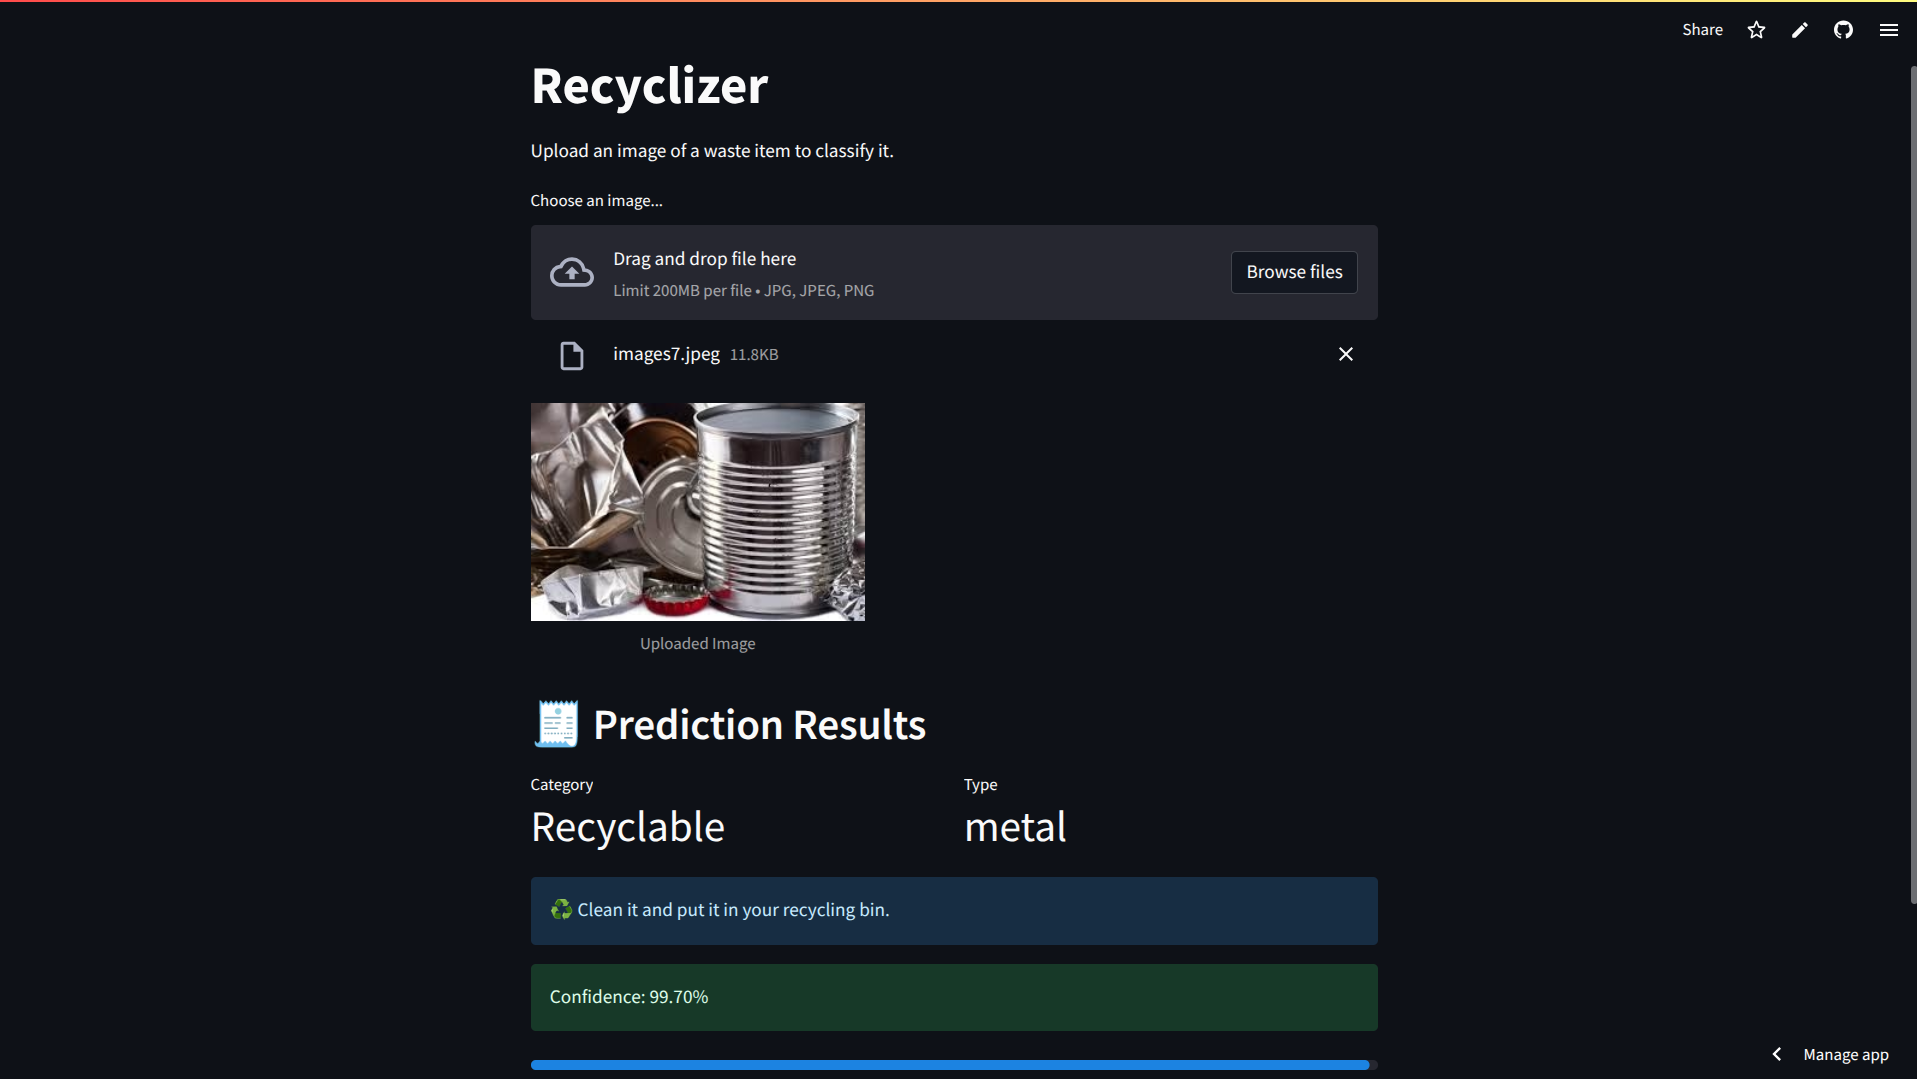 Share
Recyclizer
Upload an image of a waste item to classify it.
Choose an image...
Drag and drop file here
Limit 200MB per file • JPG, JPEG, PNG
Browse files
images7.jpeg 11.8KB
Uploaded Image
Prediction Results
Category
Recyclable
Type
metal
Clean it and put it in your recycling bin.
Confidence: 99.70%
Manage app